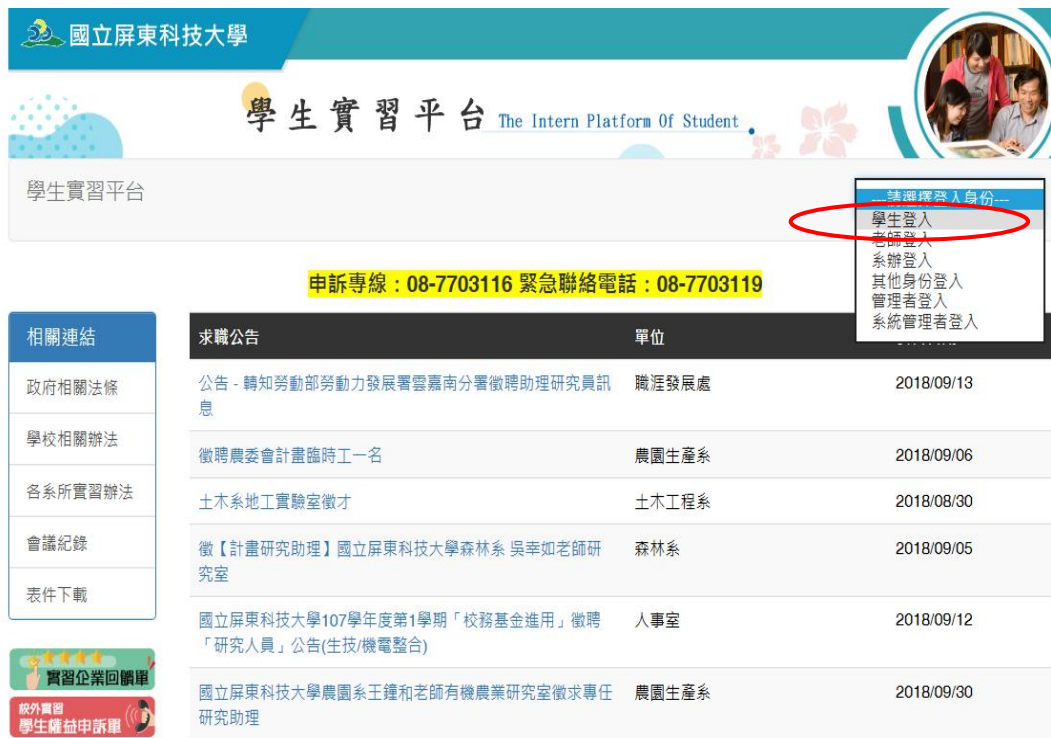 國立屏東科技大學
學生實習平台 The Intern Platform Of Student
學生實習平台
---請選擇登入身份---
學生登入
老師登入
系辦登入
其他身份登入
管理者登入
系統管理者登入
申訴專線：08-7703116 緊急聯絡電話：08-7703119
相關連結
政府相關法條
學校相關辦法
各系所實習辦法
會議紀錄
表件下載
實習企業回饋單
校外實習
學生權益申訴單
求職公告 單位
公告 - 轉知勞動部勞動力發展署雲嘉南分署徵聘助理研究員訊 職涯發展處 2018/09/13
息
徵聘農委會計畫臨時工一名 農園生產系 2018/09/06
土木系地工實驗室徵才 土木工程系 2018/08/30
徵【計畫研究助理】國立屏東科技大學森林系 吳幸如老師研 森林系 2018/09/05
究室
國立屏東科技大學107學年度第1學期「校務基金進用」徵聘 人事室 2018/09/12
「研究人員」公告(生技/機電整合)
國立屏東科技大學農園系王鐘和老師有機農業研究室徵求專任 農園生產系 2018/09/30
研究助理